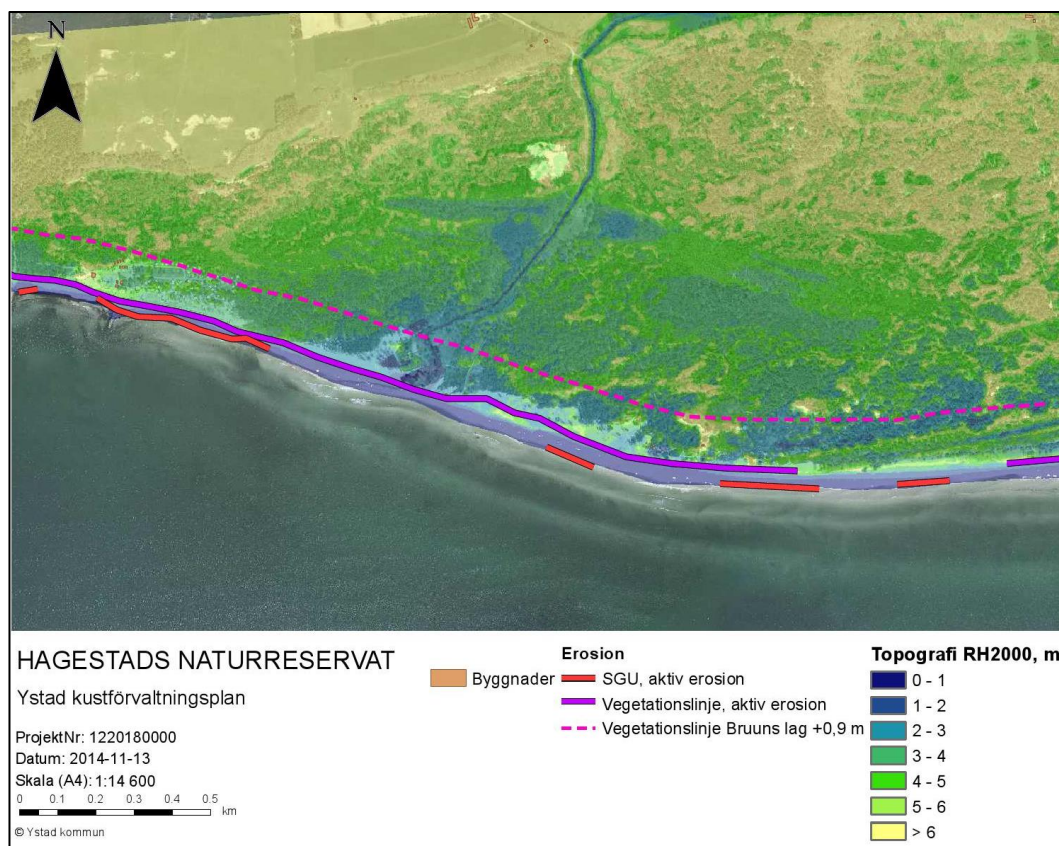 N
HAGESTADS NATURRESERVAT
Ystad kustförvaltningsplan
ProjektNr: 1220180000
Datum: 2014-11-13
Skala (A4): 1:14 600
0 0.1 0.2 0.3 0.4 0.5
km
© Ystad kommun
Byggnader
Erosion
SGU, aktiv erosion
Vegetationslinje, aktiv erosion
Vegetationslinje Bruuns lag +0,9 m
Topografi RH2000, m
0 - 1
1 - 2
2 - 3
3 - 4
4 - 5
5 - 6
> 6